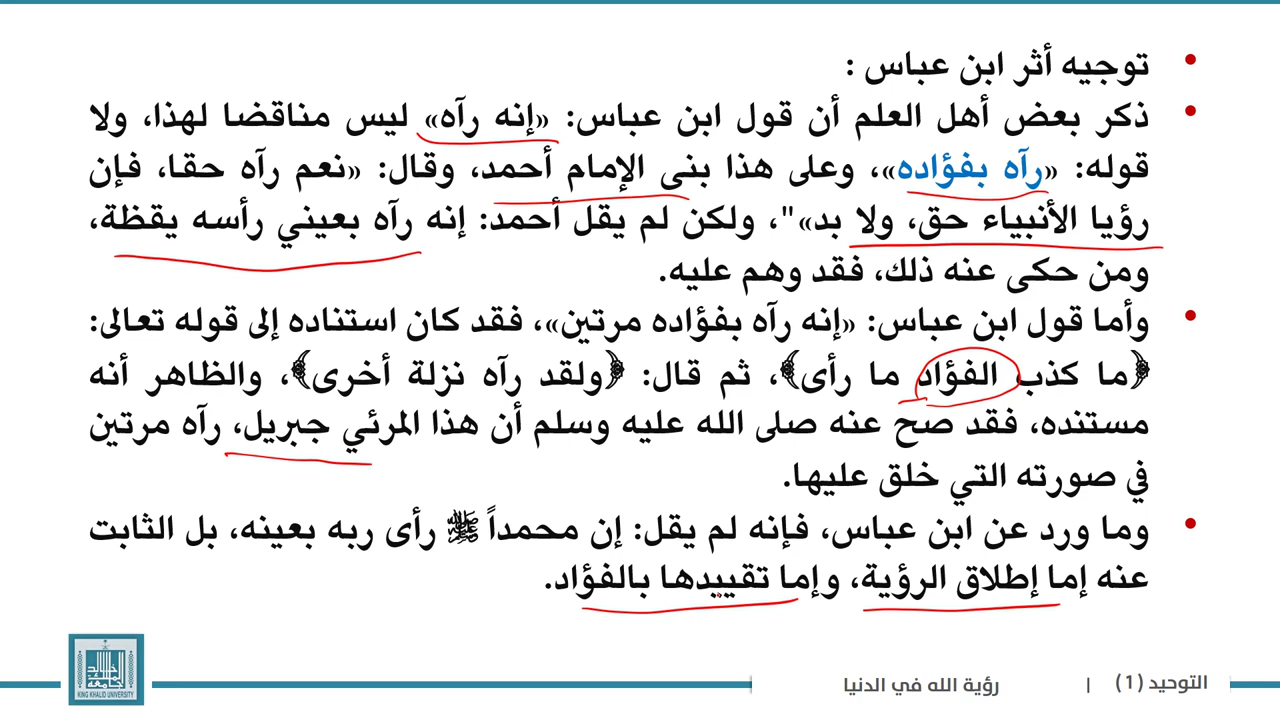 • توجيه أثر ابن عباس :
• ذكر بعض أهل العلم أن قول ابن عباس: «إنه رآه» ليس مناقضا لهذا، ولا
قوله: «رآه بفؤاده»، وعلى هذا بنى الإمام أحمد، وقال: «نعم رآه حقا، فإن
رؤيا الأنبياء حق، ولا بد»"، ولكن لم يقل أحمد: إنه رآه بعيني رأسه يقظة،
ومن حكى عنه ذلك، فقد وهم عليه.
• وأما قول ابن عباس: «إنه رآه بفؤاده مرتين»، فقد كان استناده إلى قوله تعالى:
﴿ما كذب الفؤاد ما رأى﴾، ثم قال: ﴿ولقد رآه نزلة أخرى﴾، والظاهر أنه
مستنده، فقد صح عنه صلى الله عليه وسلم أن هذا المرئي جبريل، رآه مرتين
في صورته التي خلق عليها.
• وما ورد عن ابن عباس، فإنه لم يقل: إن محمداً ﷺ رأى ربه بعينه، بل الثابت
عنه إما إطلاق الرؤية، وإما تقييدها بالفؤاد.
التوحيد (1) | رؤية الله في الدنيا
جامعة الملك خالد
KING KHALID UNIVERSITY